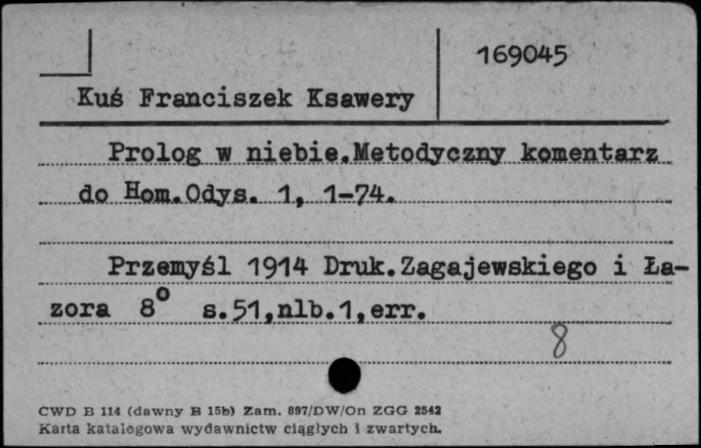 169045
Kuś Franciszek Ksawery
Prolog w niebie.Metodyczny komentarz
do Hom.Odys. 1, 1-74.
Przemyśl 1914 Druk.Zagajewskiego i Ła-
zora 8° s.51,nlb.1,err.
8
CWD B 114 (dawny B 15b) Zam. 897/DW/On ZGG 2542
Karta katalogowa wydawnictw ciągłych i zwartych.